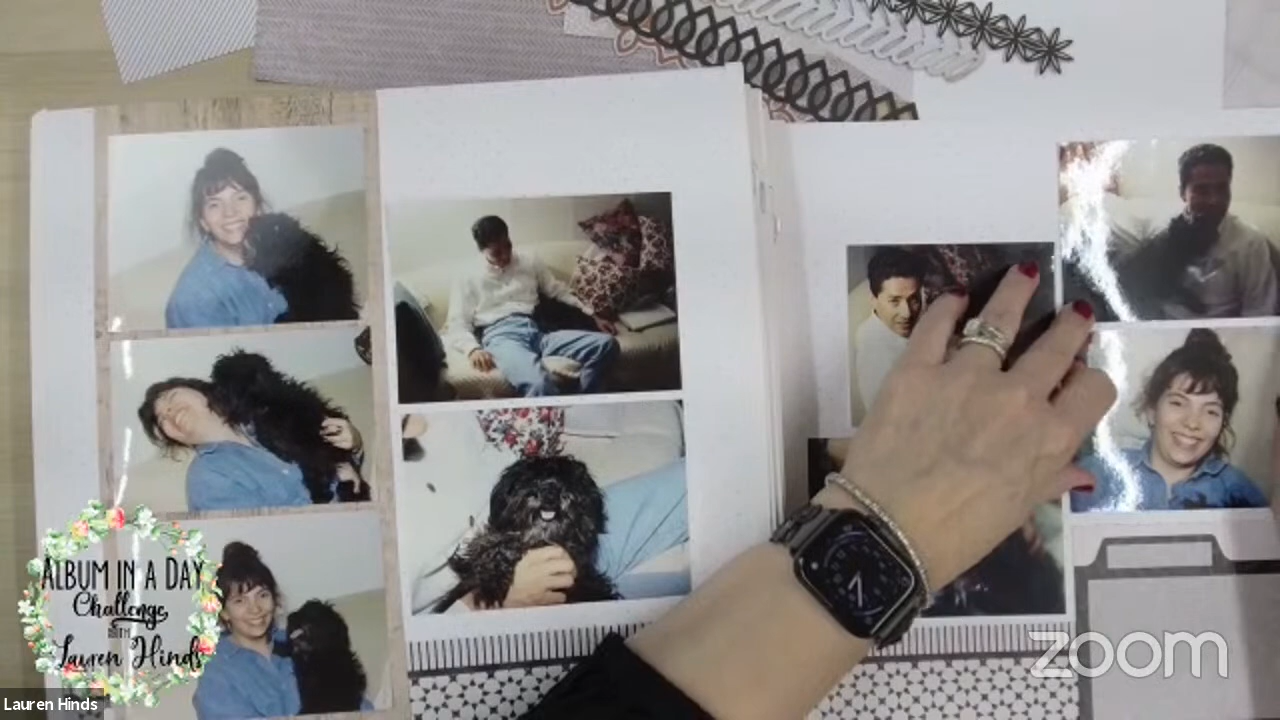 ALBUM IN A DAY
Challenge
WITH
Lauren Hinds
Lauren Hinds
zoom